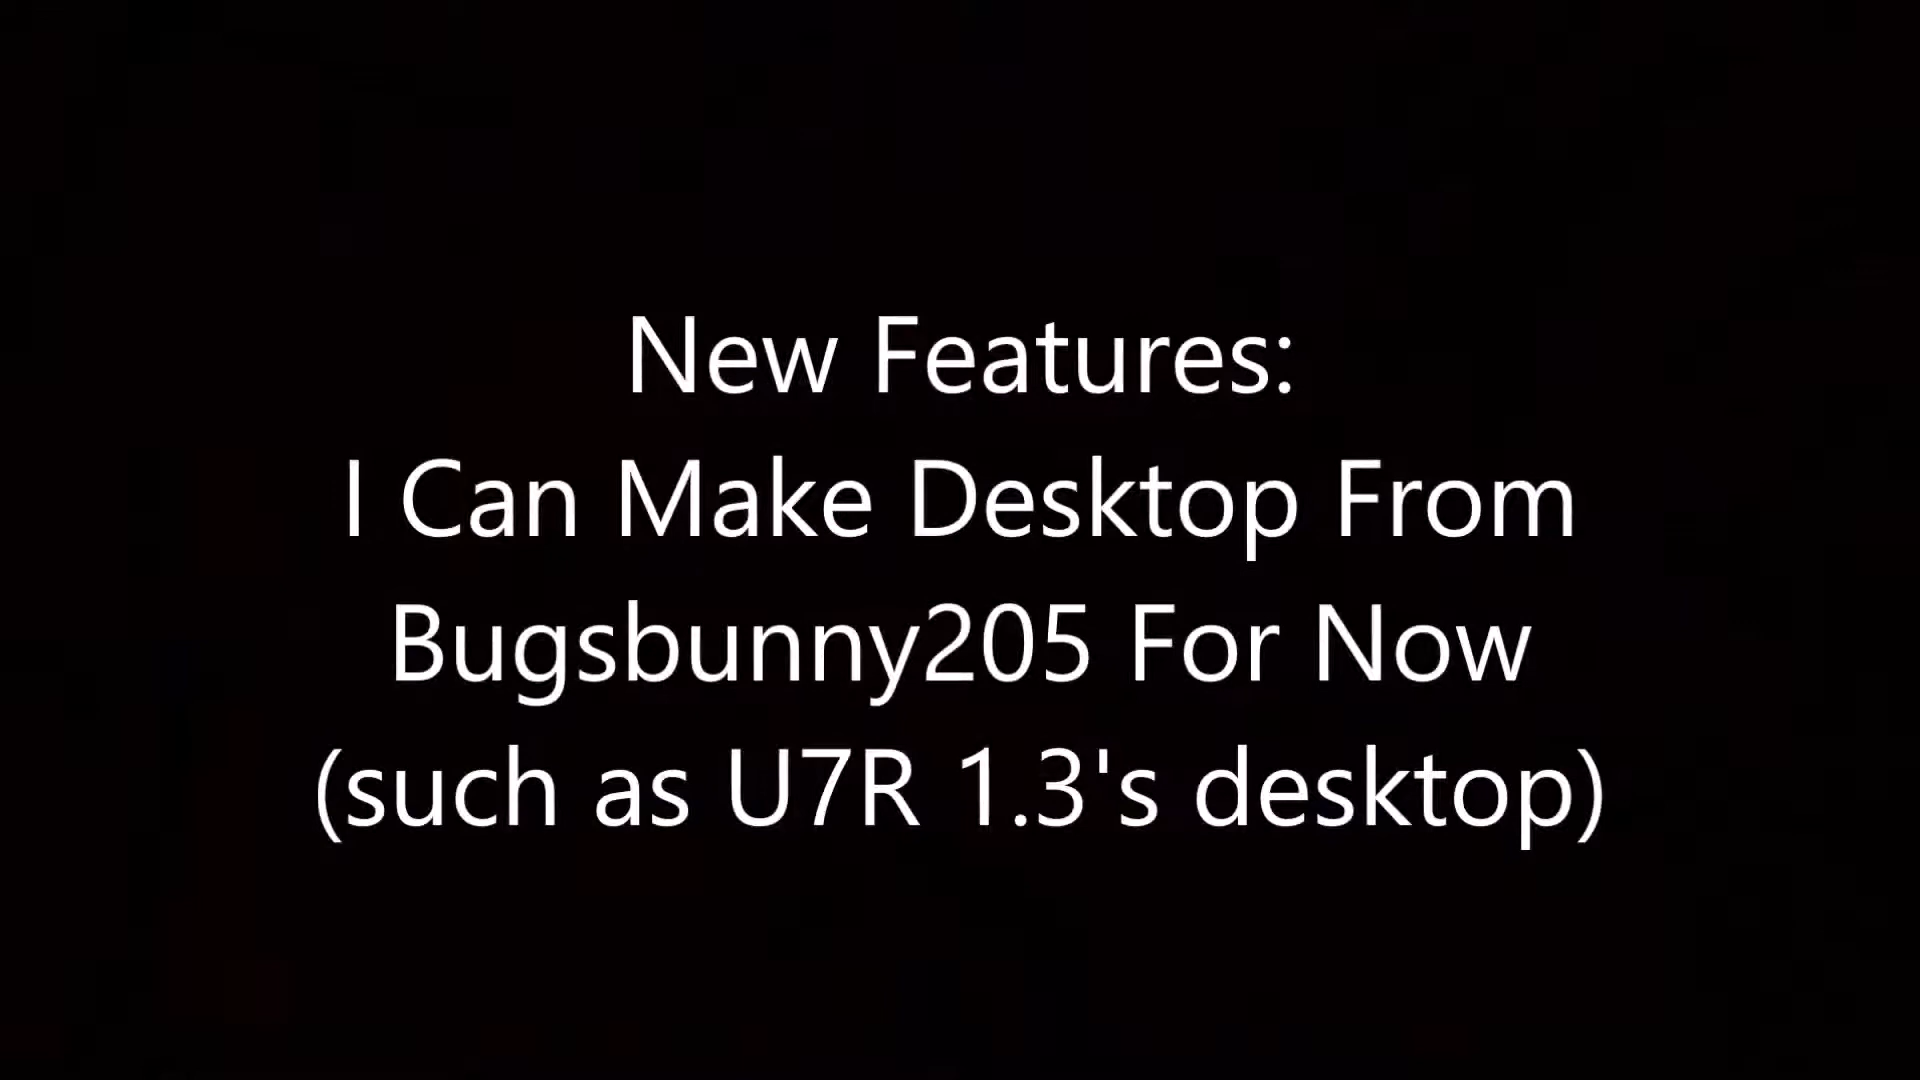 New Features:
I Can Make Desktop From
Bugsbunny205 For Now
(such as U7R 1.3's desktop)